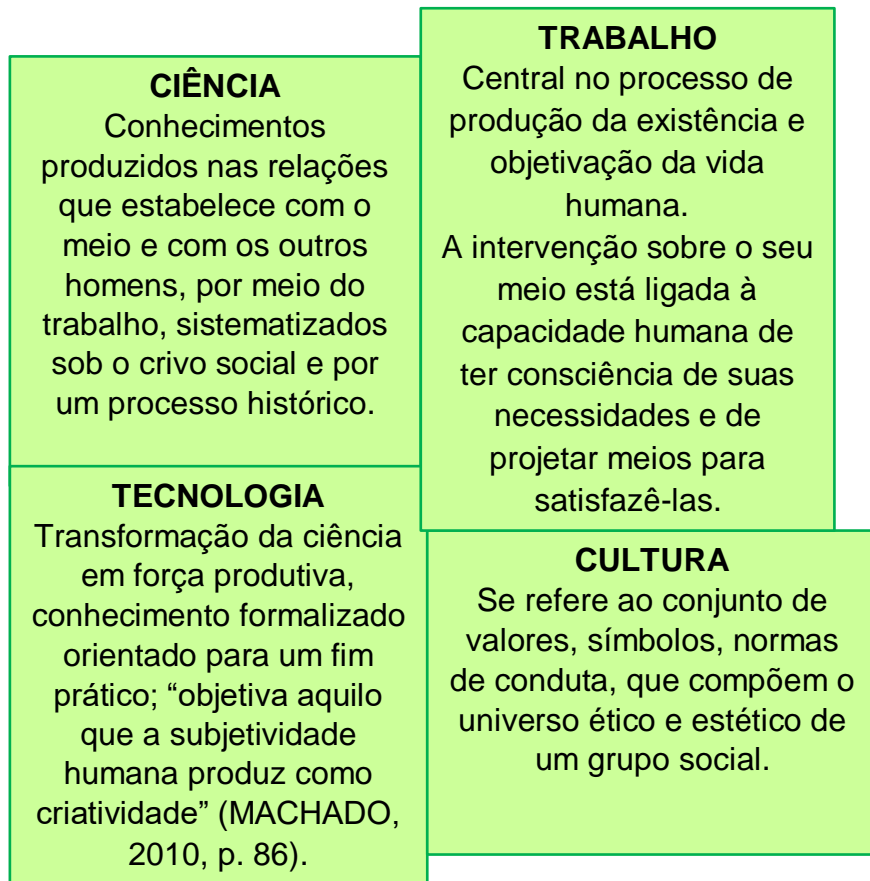 CIÊNCIA
Conhecimentos
produzidos nas relações
que estabelece com o
meio e com os outros
homens, por meio do
trabalho, sistematizados
sob o crivo social e por
um processo histórico.
TRABALHO
Central no processo de
produção da existência e
objetivação da vida
humana.
A intervenção sobre o seu
meio está ligada à
capacidade humana de
ter consciência de suas
necessidades e de
projetar meios para
satisfazê-las.
TECNOLOGIA
Transformação da ciência
em força produtiva,
conhecimento formalizado
orientado para um fim
prático; “objetiva aquilo
que a subjetividade
humana produz como
criatividade” (MACHADO,
2010, p. 86).
CULTURA
Se refere ao conjunto de
valores, símbolos, normas
de conduta, que compõem o
universo ético e estético de
um grupo social.